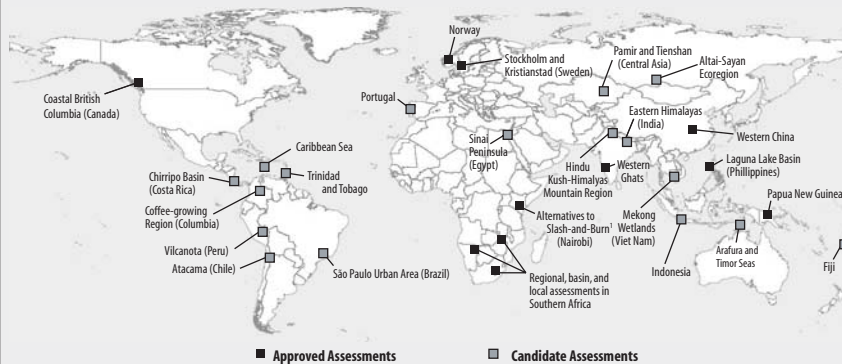 Norway
Stockholm and
Kristianstad (Sweden)
Pamir and Tienshan
(Central Asia)
Altai-Sayan
Ecoregion
Coastal British
Columbia (Canada)
Portugal
Eastern Himalayas
(India)
Sinai
Peninsula
(Egypt)
Western China
Caribbean Sea
Hindu
Kush-Himalyas
Mountain Region
Western
Ghats
Laguna Lake Basin
(Phillippines)
Chirripo Basin
(Costa Rica)
Trinidad
and Tobago
Papua New Guinea
Coffee-growing
Region (Columbia)
Alternatives to
Slash-and-Burn¹
(Nairobi)
Mekong
Wetlands
(Viet Nam)
Vilcanota (Peru)
Arafura and
Timor Seas
Atacama (Chile)
São Paulo Urban Area (Brazil)
Regional, basin, and
local assessments in
Southern Africa
Indonesia
Fiji
Approved Assessments
Candidate Assessments